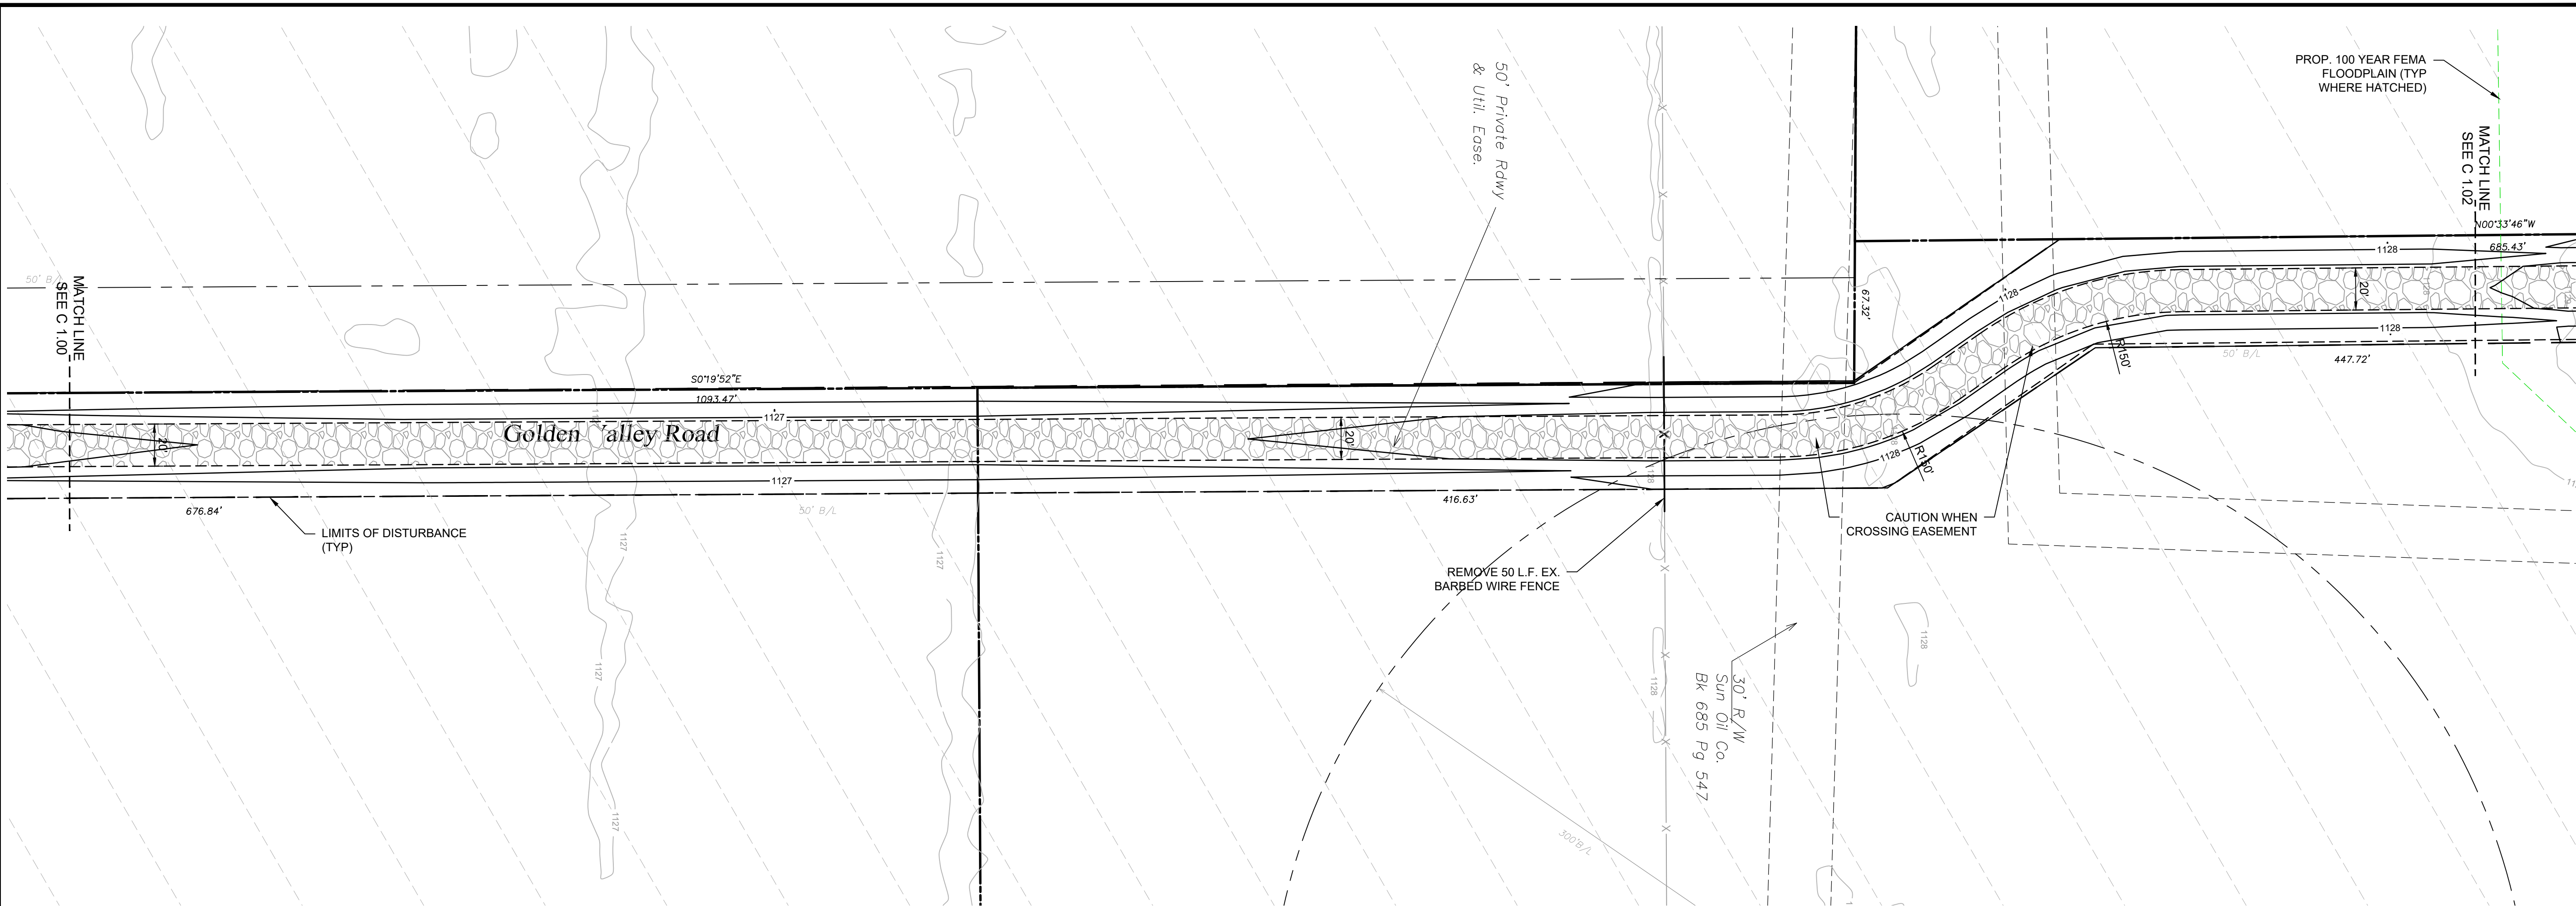 PROP. 100 YEAR FEMA
FLOODPLAIN (TYP
WHERE HATCHED)
50' Private Rdwy
& Util. Ease.
MATCH LINE
SEE C 1.02
N00°33'46"W
685.43'
1128
20'
1128
1128
50' B/L
MATCH LINE
SEE C 1.00
67.32'
1128
R150'
50' B/L
447.72'
S0°19'52"E
1093.47'
1127
Golden Valley Road
20'
20'
1127
1128
1128
R150'
676.84'
50' B/L
416.63'
LIMITS OF DISTURBANCE
(TYP)
CAUTION WHEN
CROSSING EASEMENT
1127
1127
REMOVE 50 L.F. EX.
BARBED WIRE FENCE
1128
1127
1128
30' R/W
Sun Oil Co.
Bk 685 Pg 547
1127
300'B/L